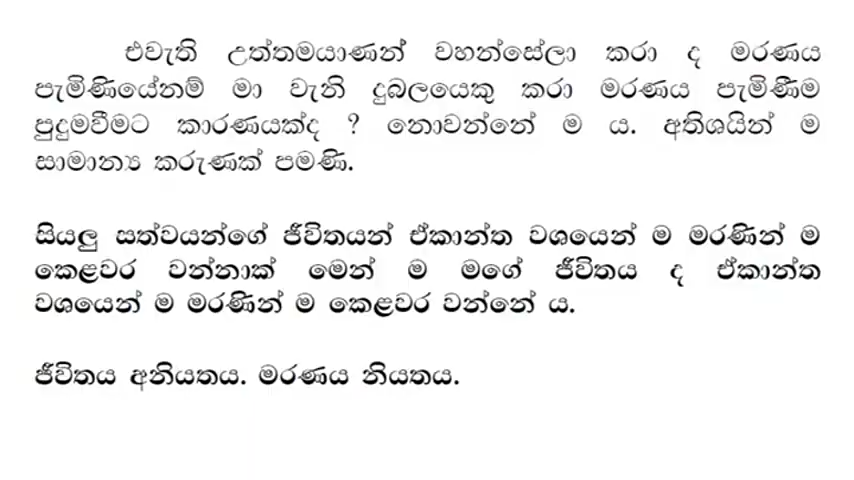 එවැති උත්තමයාණන් වහන්සේලා කරා ද මරණය
පැමිණියේනම් මා වැනි දුබලයෙකු කරා මරණය පැමිණීම
පුදුමවීමට කාරණයක්ද ? නොවන්නේ ම ය. අතිශයින් ම
සාමාන්‍ය කරුණක් පමණි.
සියලු සත්වයන්ගේ ජීවිතයන් ඒකාන්ත වශයෙන් ම මරණින් ම
කෙළවර වන්නාක් මෙන් ම මගේ ජීවිතය ද ඒකාන්ත
වශයෙන් ම මරණින් ම කෙළවර වන්නේ ය.
ජීවිතය අනියතය. මරණය නියතය.